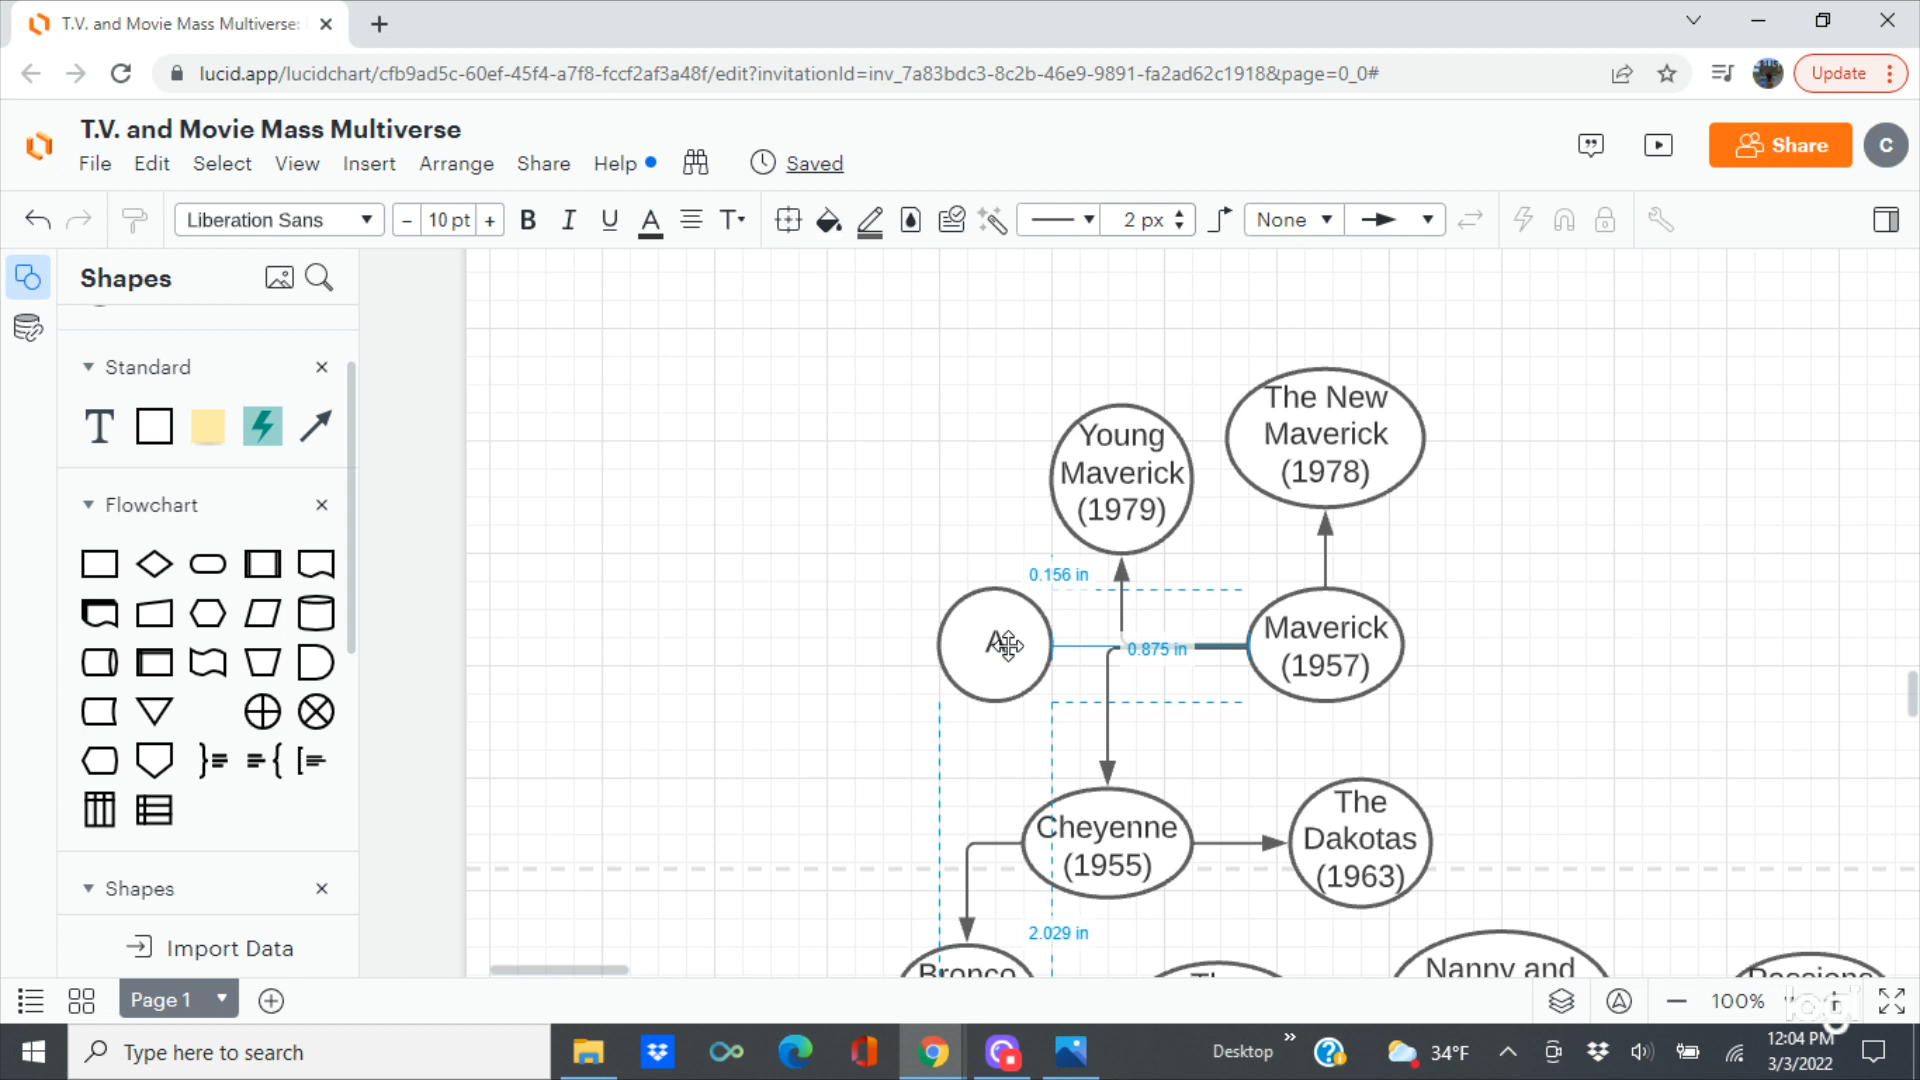 T.V. and Movie Mass Multiverse:
lucid.app/lucidchart/cfb9ad5c-60ef-45f4-a7f8-fccf2af3a48f/edit?invitationId=inv_7a83bdc3-8c2b-46e9-9891-fa2ad62c1918&page=0_0#
Update
T.V. and Movie Mass Multiverse
File Edit Select View Insert Arrange Share Help Saved
Share
C
Liberation Sans
- 10 pt +
B I U A T
2 px
None
Shapes
Standard
T
Flowchart
Shapes
Import Data
The New
Maverick
(1978)
Young
Maverick
(1979)
0.156 in
A
0.875 in
Maverick
(1957)
Cheyenne
(1955)
The
Dakotas
(1963)
2.029 in
Bronco
Nanny and
Passions
Page 1
100%
logi
Type here to search
Desktop
34°F
12:04 PM
3/3/2022